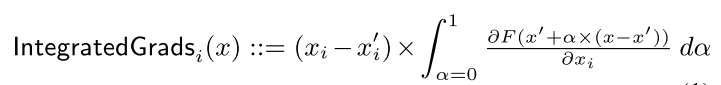 IntegratedGrads_i(x) ::= (x_i − x′_i) × ∫_{α=0}^{1} ∂F(x′+α×(x−x′))/∂x_i dα